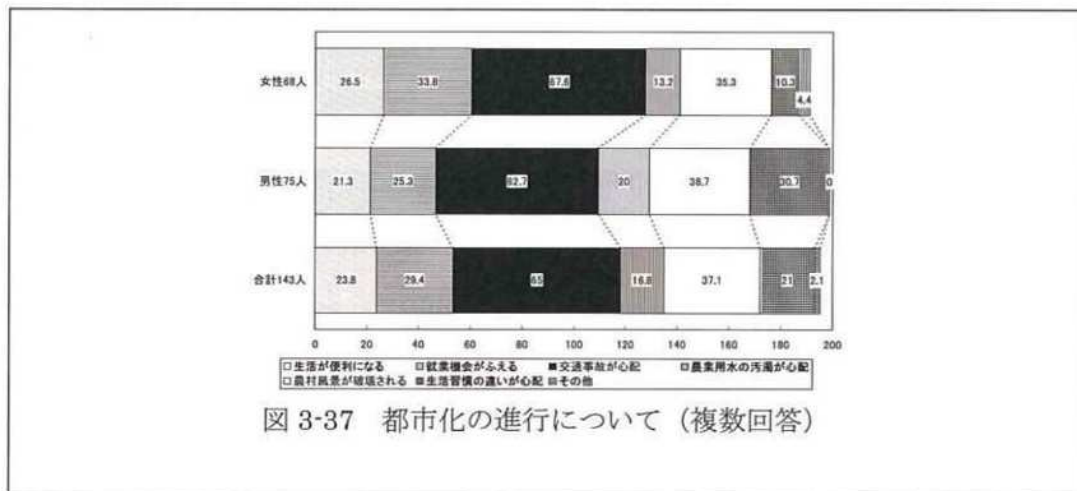 女性68人 26.5 33.8 67.6 13.2 35.3 10.3 4.4
男性75人 21.3 25.3 62.7 20 38.7 30.7 0
合計143人 23.8 29.4 65 16.8 37.1 21 2.1
0 20 40 60 80 100 120 140 160 180 200
□生活が便利になる □就業機会がふえる ■交通事故が心配 □農業用水の汚濁が心配
□農村風景が破壊される ■生活習慣の違いが心配 ■その他
図 3-37 都市化の進行について（複数回答）